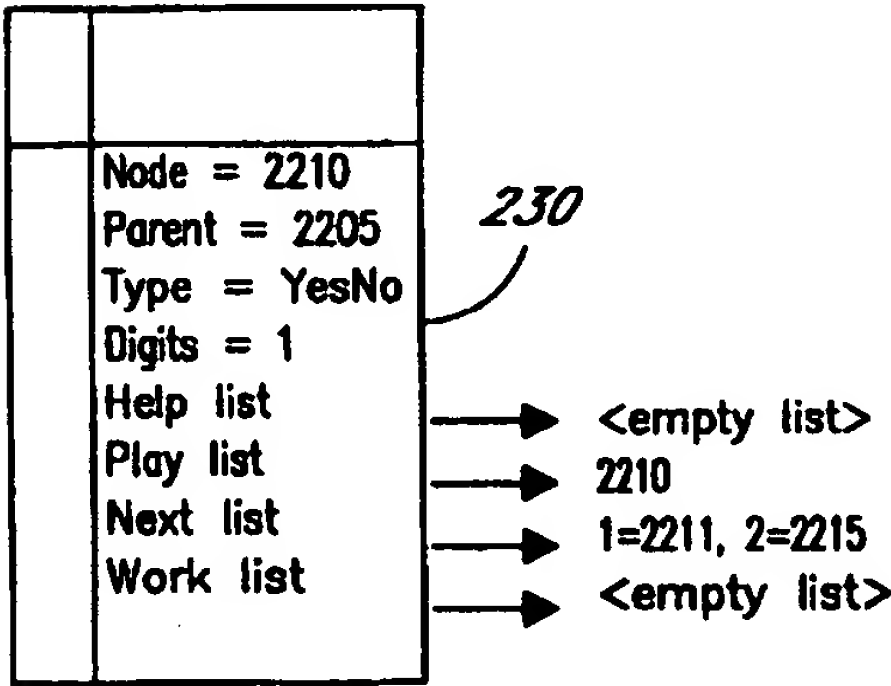 Node = 2210
Parent = 2205
230
Type = YesNo
Digits = 1
Help list
<empty list>
Play list
2210
Next list
1=2211, 2=2215
Work list
<empty list>